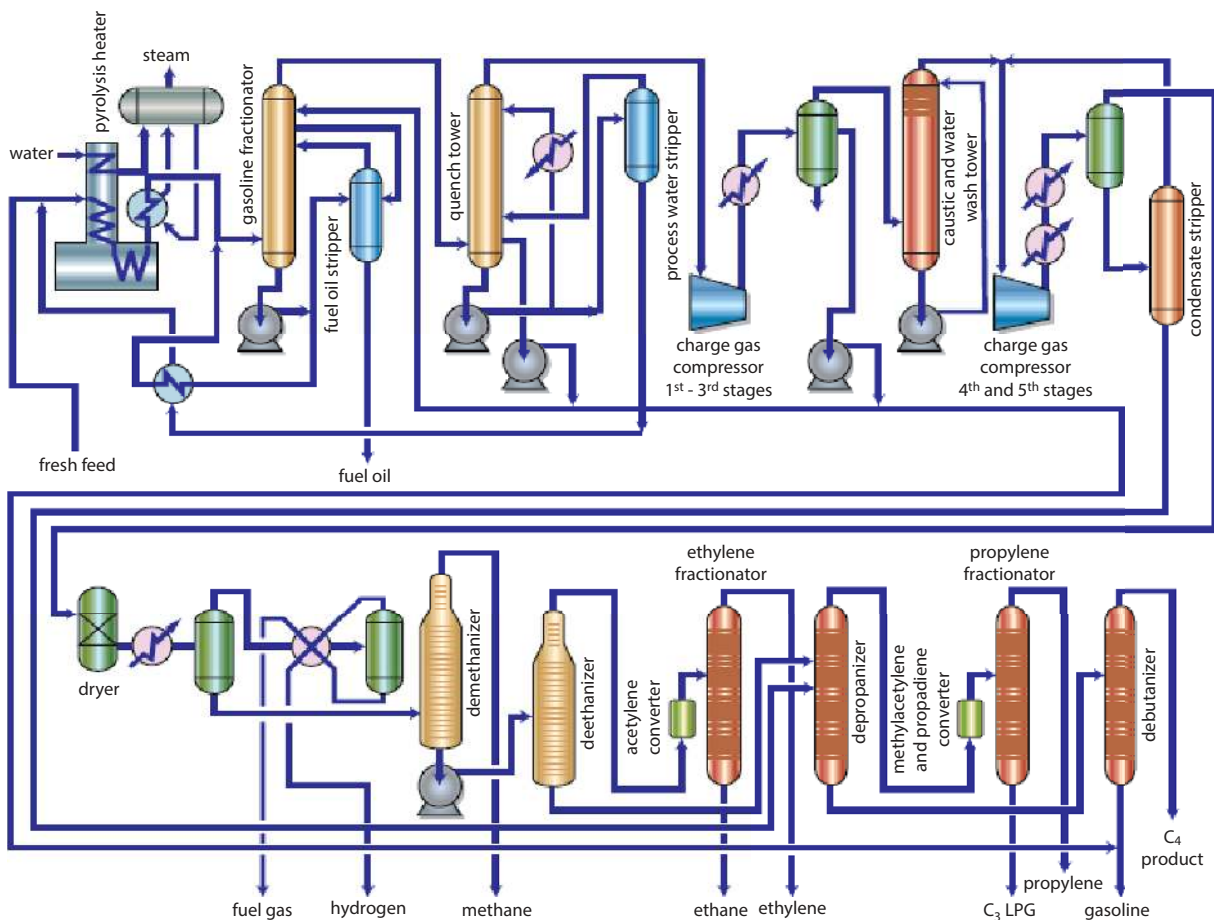 steam
pyrolysis heater
water
gasoline fractionator
fuel oil stripper
quench tower
process water stripper
caustic and water
wash tower
condensate stripper
charge gas
compressor
1st - 3rd stages
charge gas
compressor
4th and 5th stages
fresh feed
fuel oil
ethylene
fractionator
propylene
fractionator
dryer
demethanizer
deethanizer
acetylene
converter
depropanizer
methylacetylene
and propadiene
converter
debutanizer
C4
product
fuel gas
hydrogen
methane
ethane
ethylene
C3 LPG
propylene
gasoline